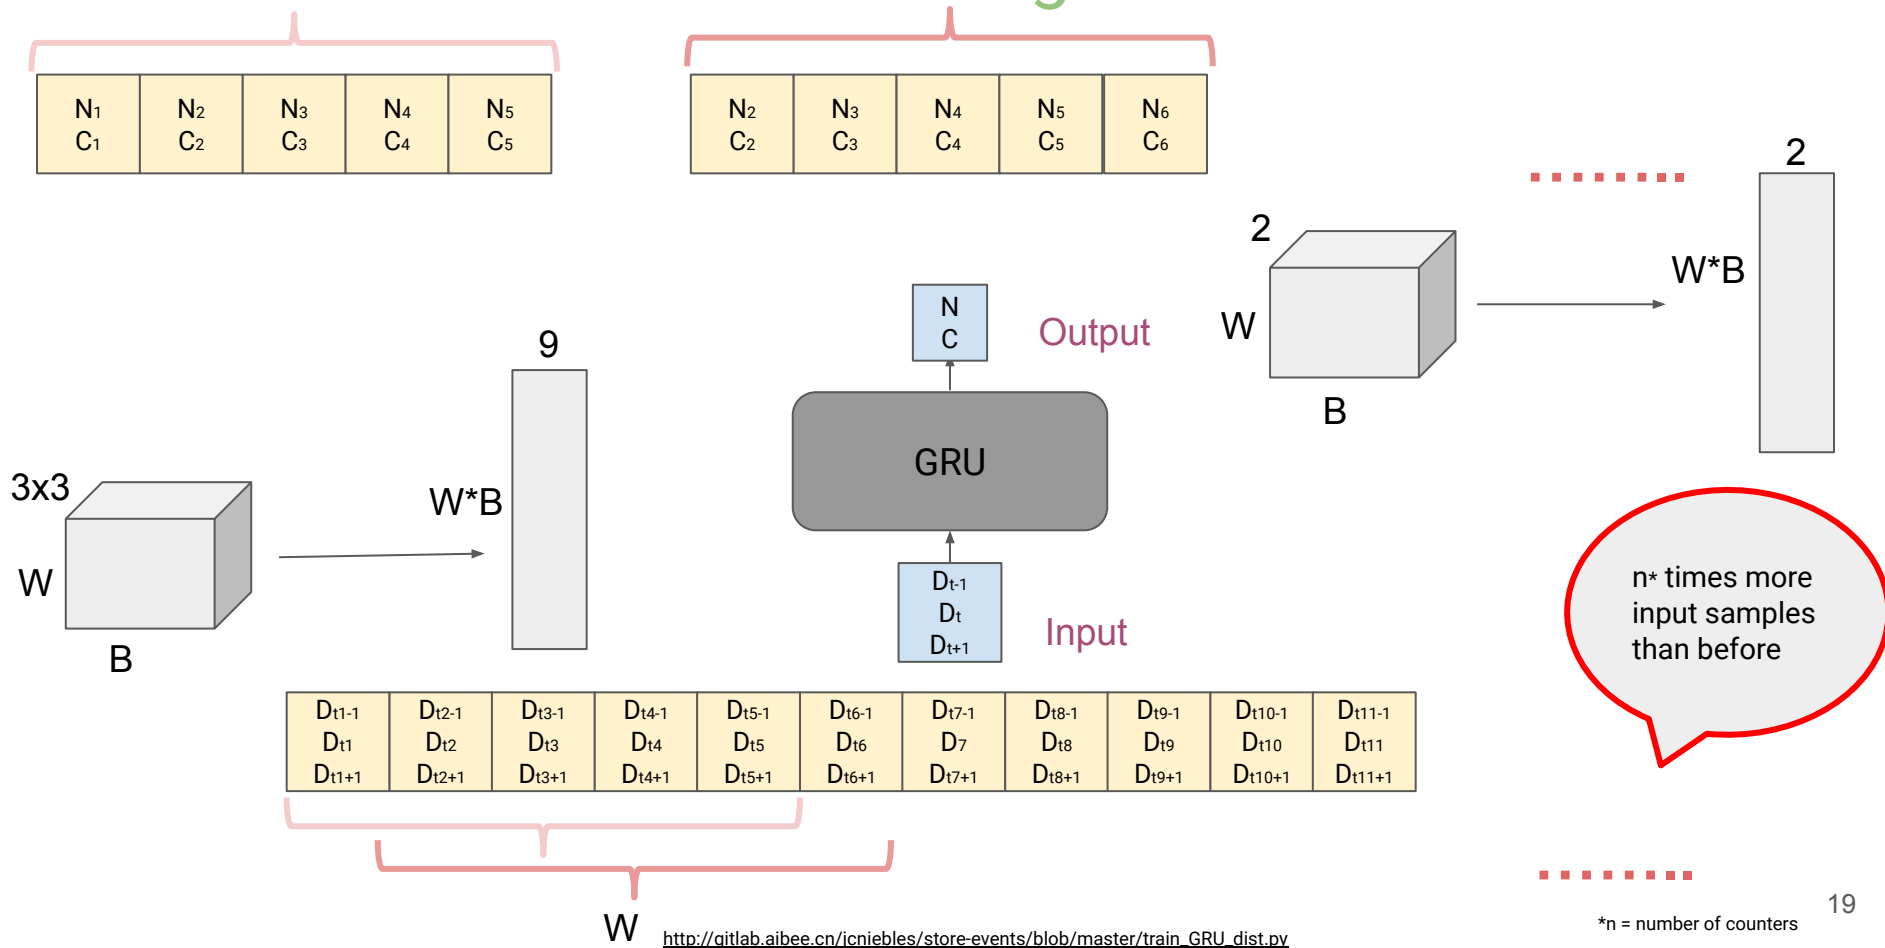 N1 N2 N3 N4 N5
C1 C2 C3 C4 C5
N2 N3 N4 N5 N6
C2 C3 C4 C5 C6
2
W*B
2
W
B
N
C
Output
9
W*B
3x3
W
B
GRU
Dt-1
Dt
Dt+1
Input
n* times more
input samples
than before
Dt1-1 Dt2-1 Dt3-1 Dt4-1 Dt5-1 Dt6-1 Dt7-1 Dt8-1 Dt9-1 Dt10-1 Dt11-1
Dt1 Dt2 Dt3 Dt4 Dt5 Dt6 D7 Dt8 Dt9 Dt10 Dt11
Dt1+1 Dt2+1 Dt3+1 Dt4+1 Dt5+1 Dt6+1 Dt7+1 Dt8+1 Dt9+1 Dt10+1 Dt11+1
W
http://gitlab.aibee.cn/jcniebles/store-events/blob/master/train_GRU_dist.py
*n = number of counters
19